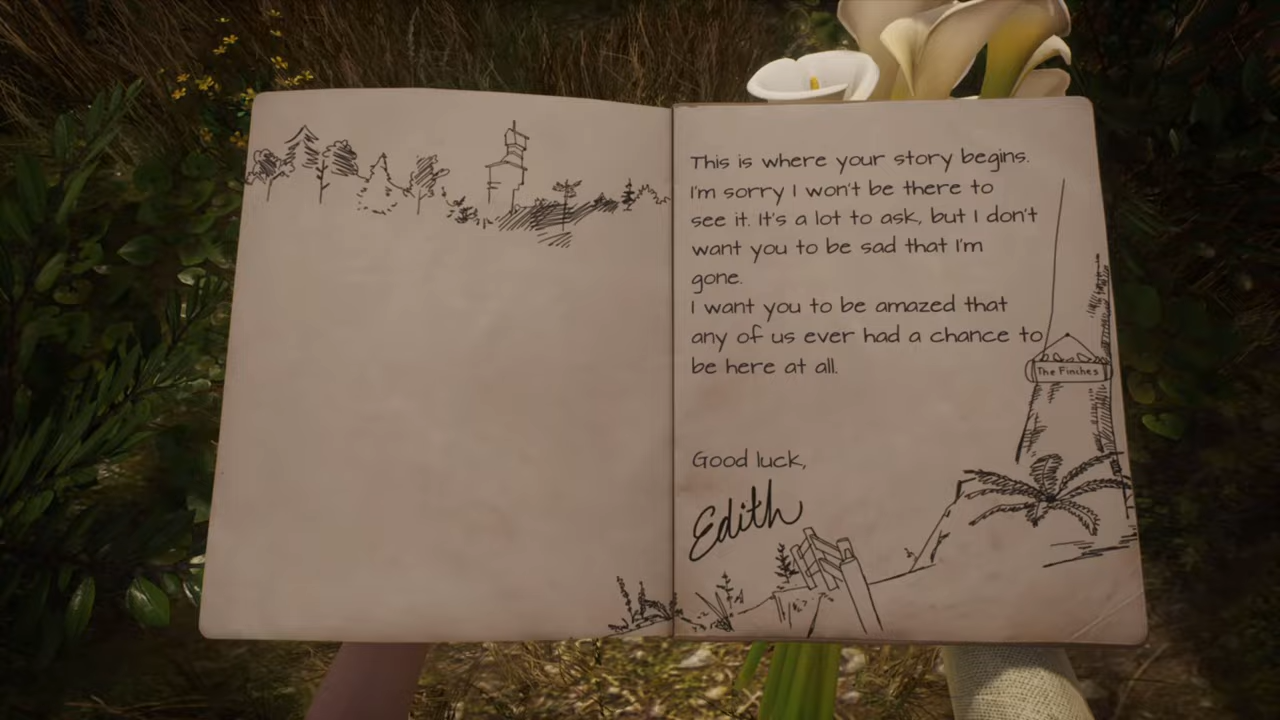 This is where your story begins.
I'm sorry I won't be there to
see it. It's a lot to ask, but I don't
want you to be sad that I'm
gone.
I want you to be amazed that
any of us ever had a chance to
be here at all.
The Finches
Good luck,
Edith